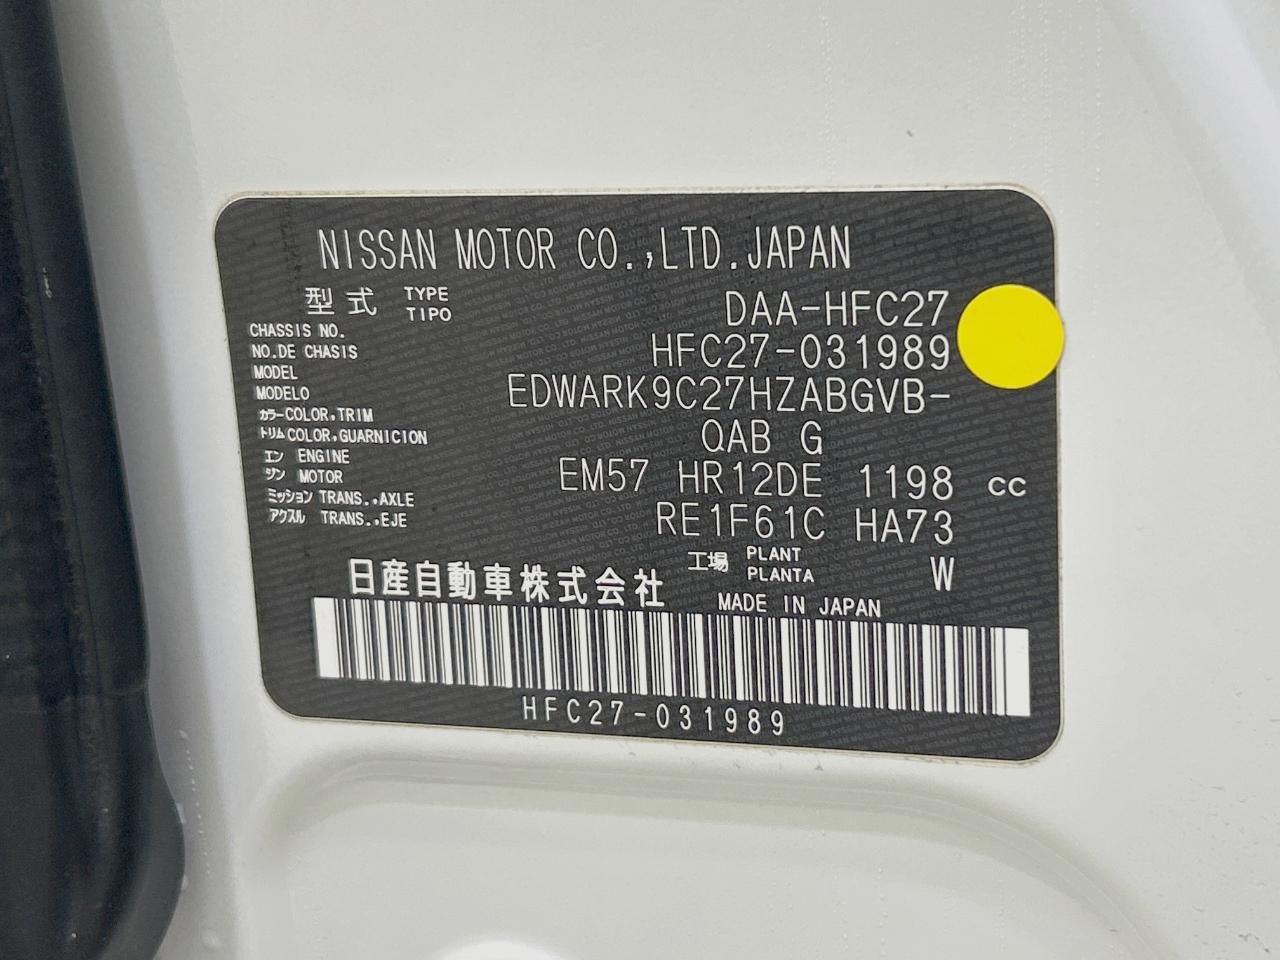 NISSAN MOTOR CO.,LTD.JAPAN
型式 TYPE TIPO DAA-HFC27
CHASSIS NO.
NO.DE CHASIS HFC27-031989
MODEL
MODELO EDWARK9C27HZABGVB-
カラー COLOR,TRIM
トリム COLOR,GUARNICION QAB G
エン ENGINE
ジン MOTOR EM57 HR12DE 1198 cc
ミッション TRANS.,AXLE
アクスル TRANS.,EJE RE1F61C HA73
工場 PLANT PLANTA W
日産自動車株式会社 MADE IN JAPAN
HFC27-031989